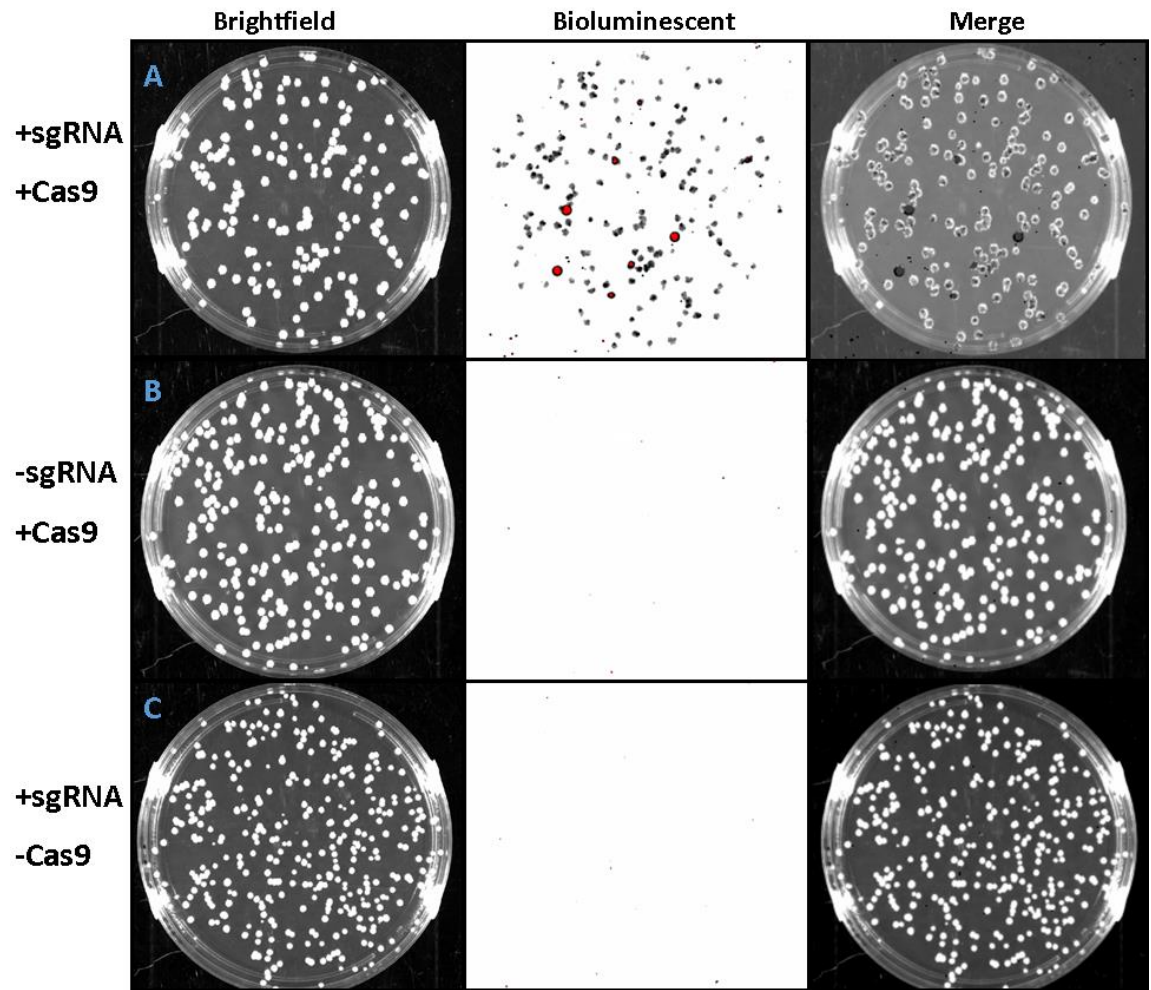 Brightfield Bioluminescent Merge
A
+sgRNA
+Cas9
B
-sgRNA
+Cas9
C
+sgRNA
-Cas9